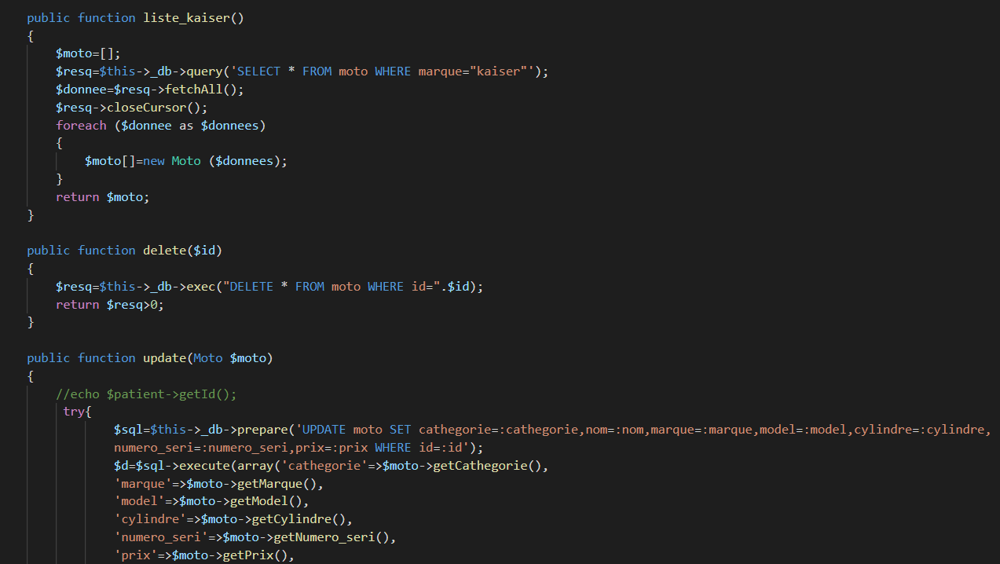 public function liste_kaiser()
{
$moto=[];
$resq=$this->_db->query('SELECT * FROM moto WHERE marque="kaiser"');
$donnee=$resq->fetchAll();
$resq->closeCursor();
foreach ($donnee as $donnees)
{
$moto[]=new Moto ($donnees);
}
return $moto;
}
public function delete($id)
{
$resq=$this->_db->exec("DELETE * FROM moto WHERE id=".$id);
return $resq>0;
}
public function update(Moto $moto)
{
//echo $patient->getId();
try{
$sql=$this->_db->prepare('UPDATE moto SET cathegorie=:cathegorie,nom=:nom,marque=:marque,model=:model,cylindre=:cylindre,
numero_seri=:numero_seri,prix=:prix WHERE id=:id');
$d=$sql->execute(array('cathegorie'=>$moto->getCathegorie(),
'marque'=>$moto->getMarque(),
'model'=>$moto->getModel(),
'cylindre'=>$moto->getCylindre(),
'numero_seri'=>$moto->getNumero_seri(),
'prix'=>$moto->getPrix(),